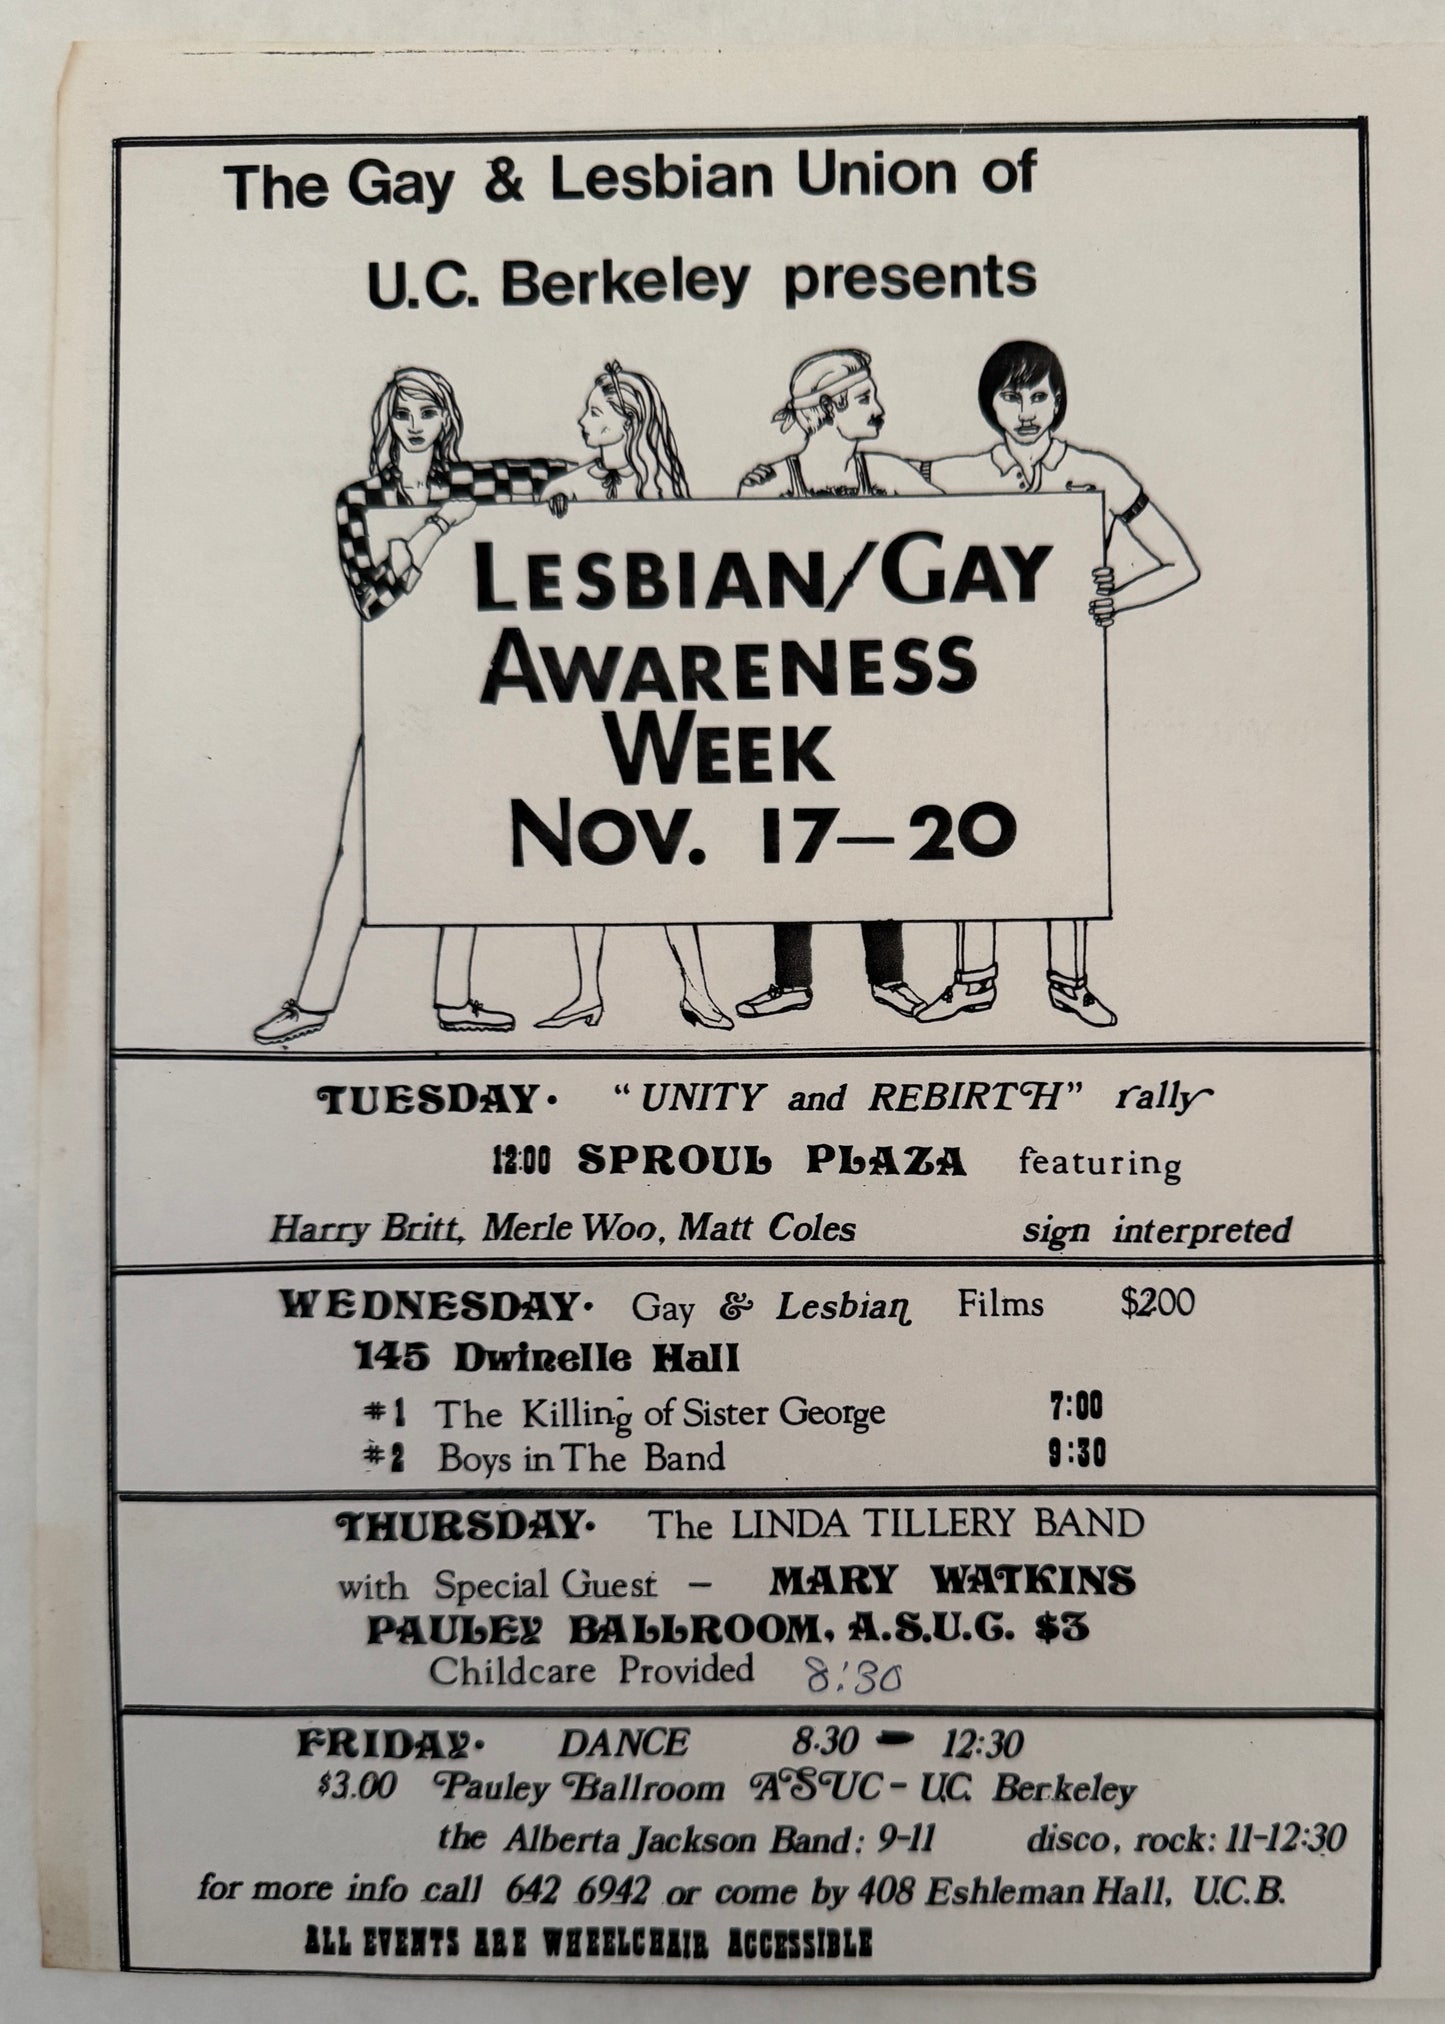 The Gay & Lesbian Union of
U.C. Berkeley presents
LESBIAN/GAY
AWARENESS
WEEK
NOV. 17—20
TUESDAY· "UNITY and REBIRTH" rally
12:00 SPROUL PLAZA featuring
Harry Britt, Merle Woo, Matt Coles sign interpreted
WEDNESDAY· Gay & Lesbian Films $200
145 Dwinelle Hall
#1 The Killing of Sister George 7:00
#2 Boys in The Band 9:30
THURSDAY· The LINDA TILLERY BAND
with Special Guest – MARY WATKINS
PAULEY BALLROOM, A.S.U.C. $3
Childcare Provided 8:30
FRIDAY· DANCE 8.30 – 12:30
$3.00 Pauley Ballroom ASUC – U.C. Berkeley
the Alberta Jackson Band: 9-11 disco, rock: 11-12:30
for more info call 642 6942 or come by 408 Eshleman Hall, U.C.B.
ALL EVENTS ARE WHEELCHAIR ACCESSIBLE